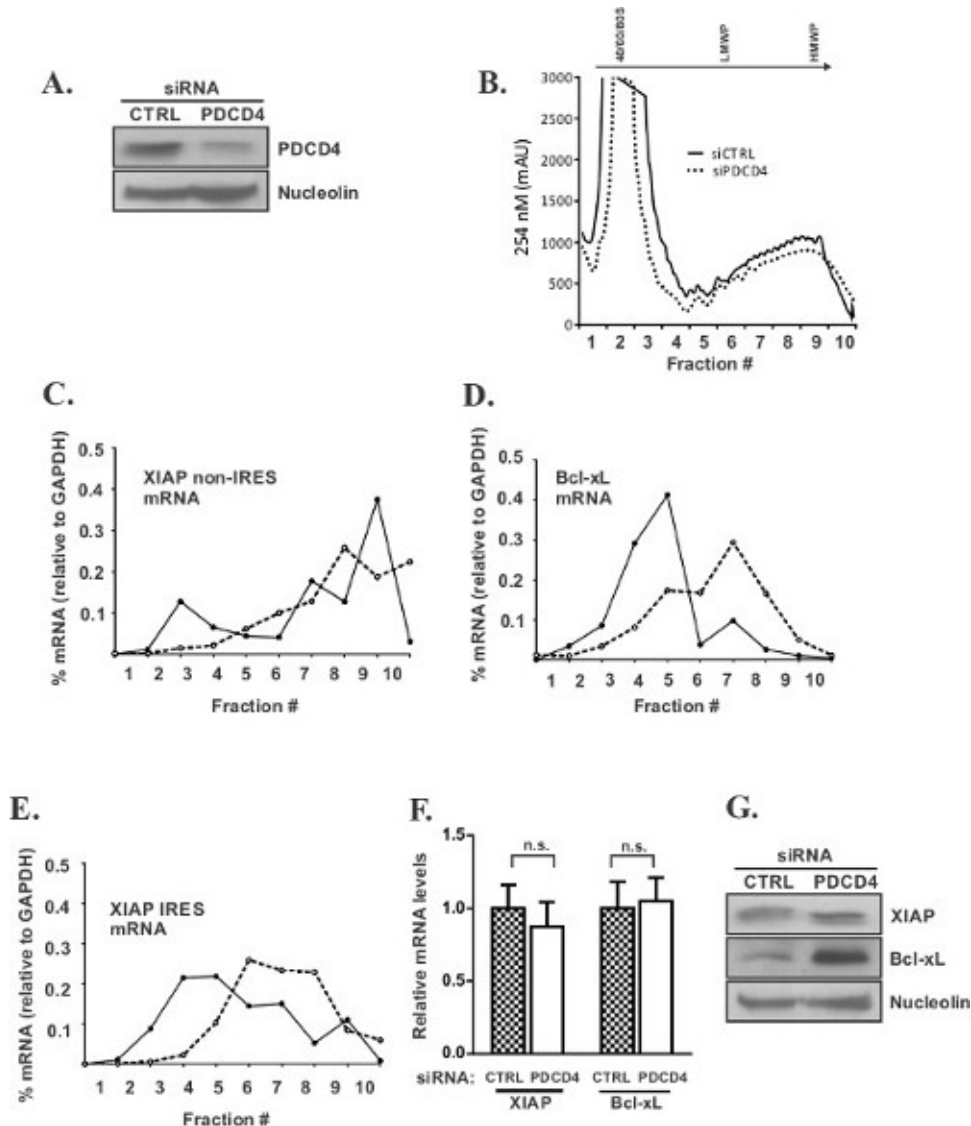 A.
siRNA
CTRL PDCD4
PDCD4
Nucleolin
B.
40/60/80S
LMWP
HMWP
3000
2500
2000
1500
1000
500
0
254 nM (mAU)
siCTRL
siPDCD4
1 2 3 4 5 6 7 8 9 10
Fraction #
C.
0.5
0.4
0.3
0.2
0.1
% mRNA (relative to GAPDH)
XIAP non-IRES
mRNA
1 2 3 4 5 6 7 8 9 10
Fraction #
D.
0.5
0.4
0.3
0.2
0.1
% mRNA (relative to GAPDH)
Bcl-xL
mRNA
1 2 3 4 5 6 7 8 9 10
Fraction #
E.
0.5
0.4
0.3
0.2
0.1
% mRNA (relative to GAPDH)
XIAP IRES
mRNA
1 2 3 4 5 6 7 8 9 10
Fraction #
F.
1.5
1.0
0.5
0.0
Relative mRNA levels
n.s. n.s.
siRNA: CTRL PDCD4 CTRL PDCD4
XIAP Bcl-xL
G.
siRNA
CTRL PDCD4
XIAP
Bcl-xL
Nucleolin